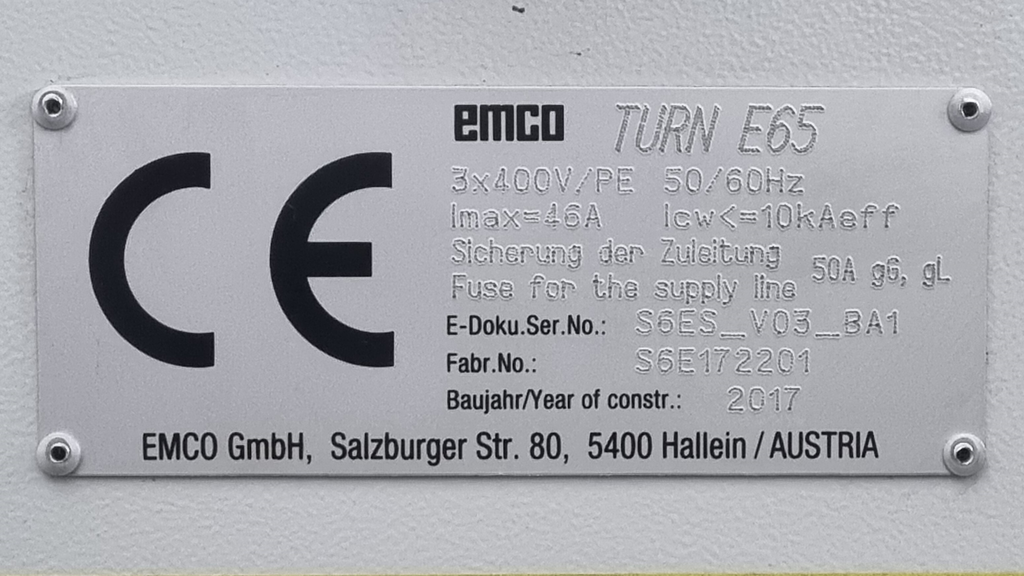 CE
emco TURN E65
3x400V/PE 50/60Hz
Imax=46A Icw<=10kAeff
Sicherung der Zuleitung
Fuse for the supply line 50A g6, gL
E-Doku.Ser.No.: S6ES_V03_BA1
Fabr.No.: S6E172201
Baujahr/Year of constr.: 2017
EMCO GmbH, Salzburger Str. 80, 5400 Hallein / AUSTRIA